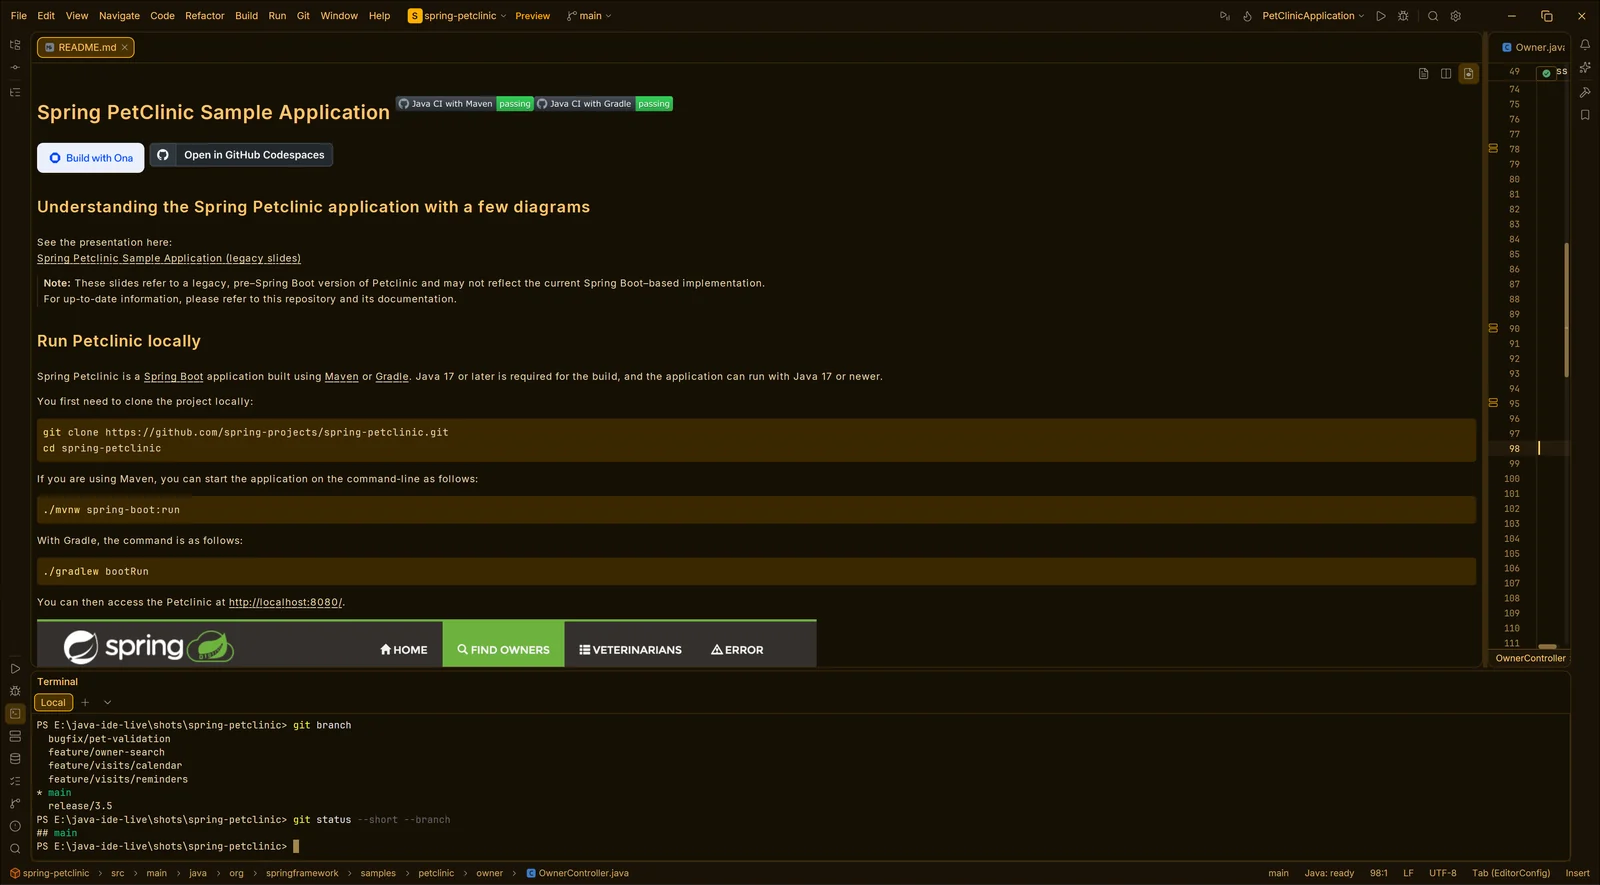 File Edit View Navigate Code Refactor Build Run Git Window Help S spring-petclinic Preview main PetClinicApplication
README.md
Owner.java
Spring PetClinic Sample Application Java CI with Maven passing Java CI with Gradle passing
Build with Ona Open in GitHub Codespaces
Understanding the Spring Petclinic application with a few diagrams
See the presentation here:
Spring Petclinic Sample Application (legacy slides)
Note: These slides refer to a legacy, pre–Spring Boot version of Petclinic and may not reflect the current Spring Boot–based implementation.
For up-to-date information, please refer to this repository and its documentation.
Run Petclinic locally
Spring Petclinic is a Spring Boot application built using Maven or Gradle. Java 17 or later is required for the build, and the application can run with Java 17 or newer.
You first need to clone the project locally:
git clone https://github.com/spring-projects/spring-petclinic.git
cd spring-petclinic
If you are using Maven, you can start the application on the command-line as follows:
./mvnw spring-boot:run
With Gradle, the command is as follows:
./gradlew bootRun
You can then access the Petclinic at http://localhost:8080/.
spring HOME FIND OWNERS VETERINARIANS ERROR
49 ss
74
75
76
77
78
79
80
81
82
83
84
85
86
87
88
89
90
91
92
93
94
95
96
97
98
99
100
101
102
103
104
105
106
107
108
109
110
111
OwnerController
Terminal
Local
PS E:\java-ide-live\shots\spring-petclinic> git branch
bugfix/pet-validation
feature/owner-search
feature/visits/calendar
feature/visits/reminders
* main
release/3.5
PS E:\java-ide-live\shots\spring-petclinic> git status --short --branch
## main
PS E:\java-ide-live\shots\spring-petclinic>
spring-petclinic > src > main > java > org > springframework > samples > petclinic > owner > OwnerController.java main Java: ready 98:1 LF UTF-8 Tab (EditorConfig) Insert